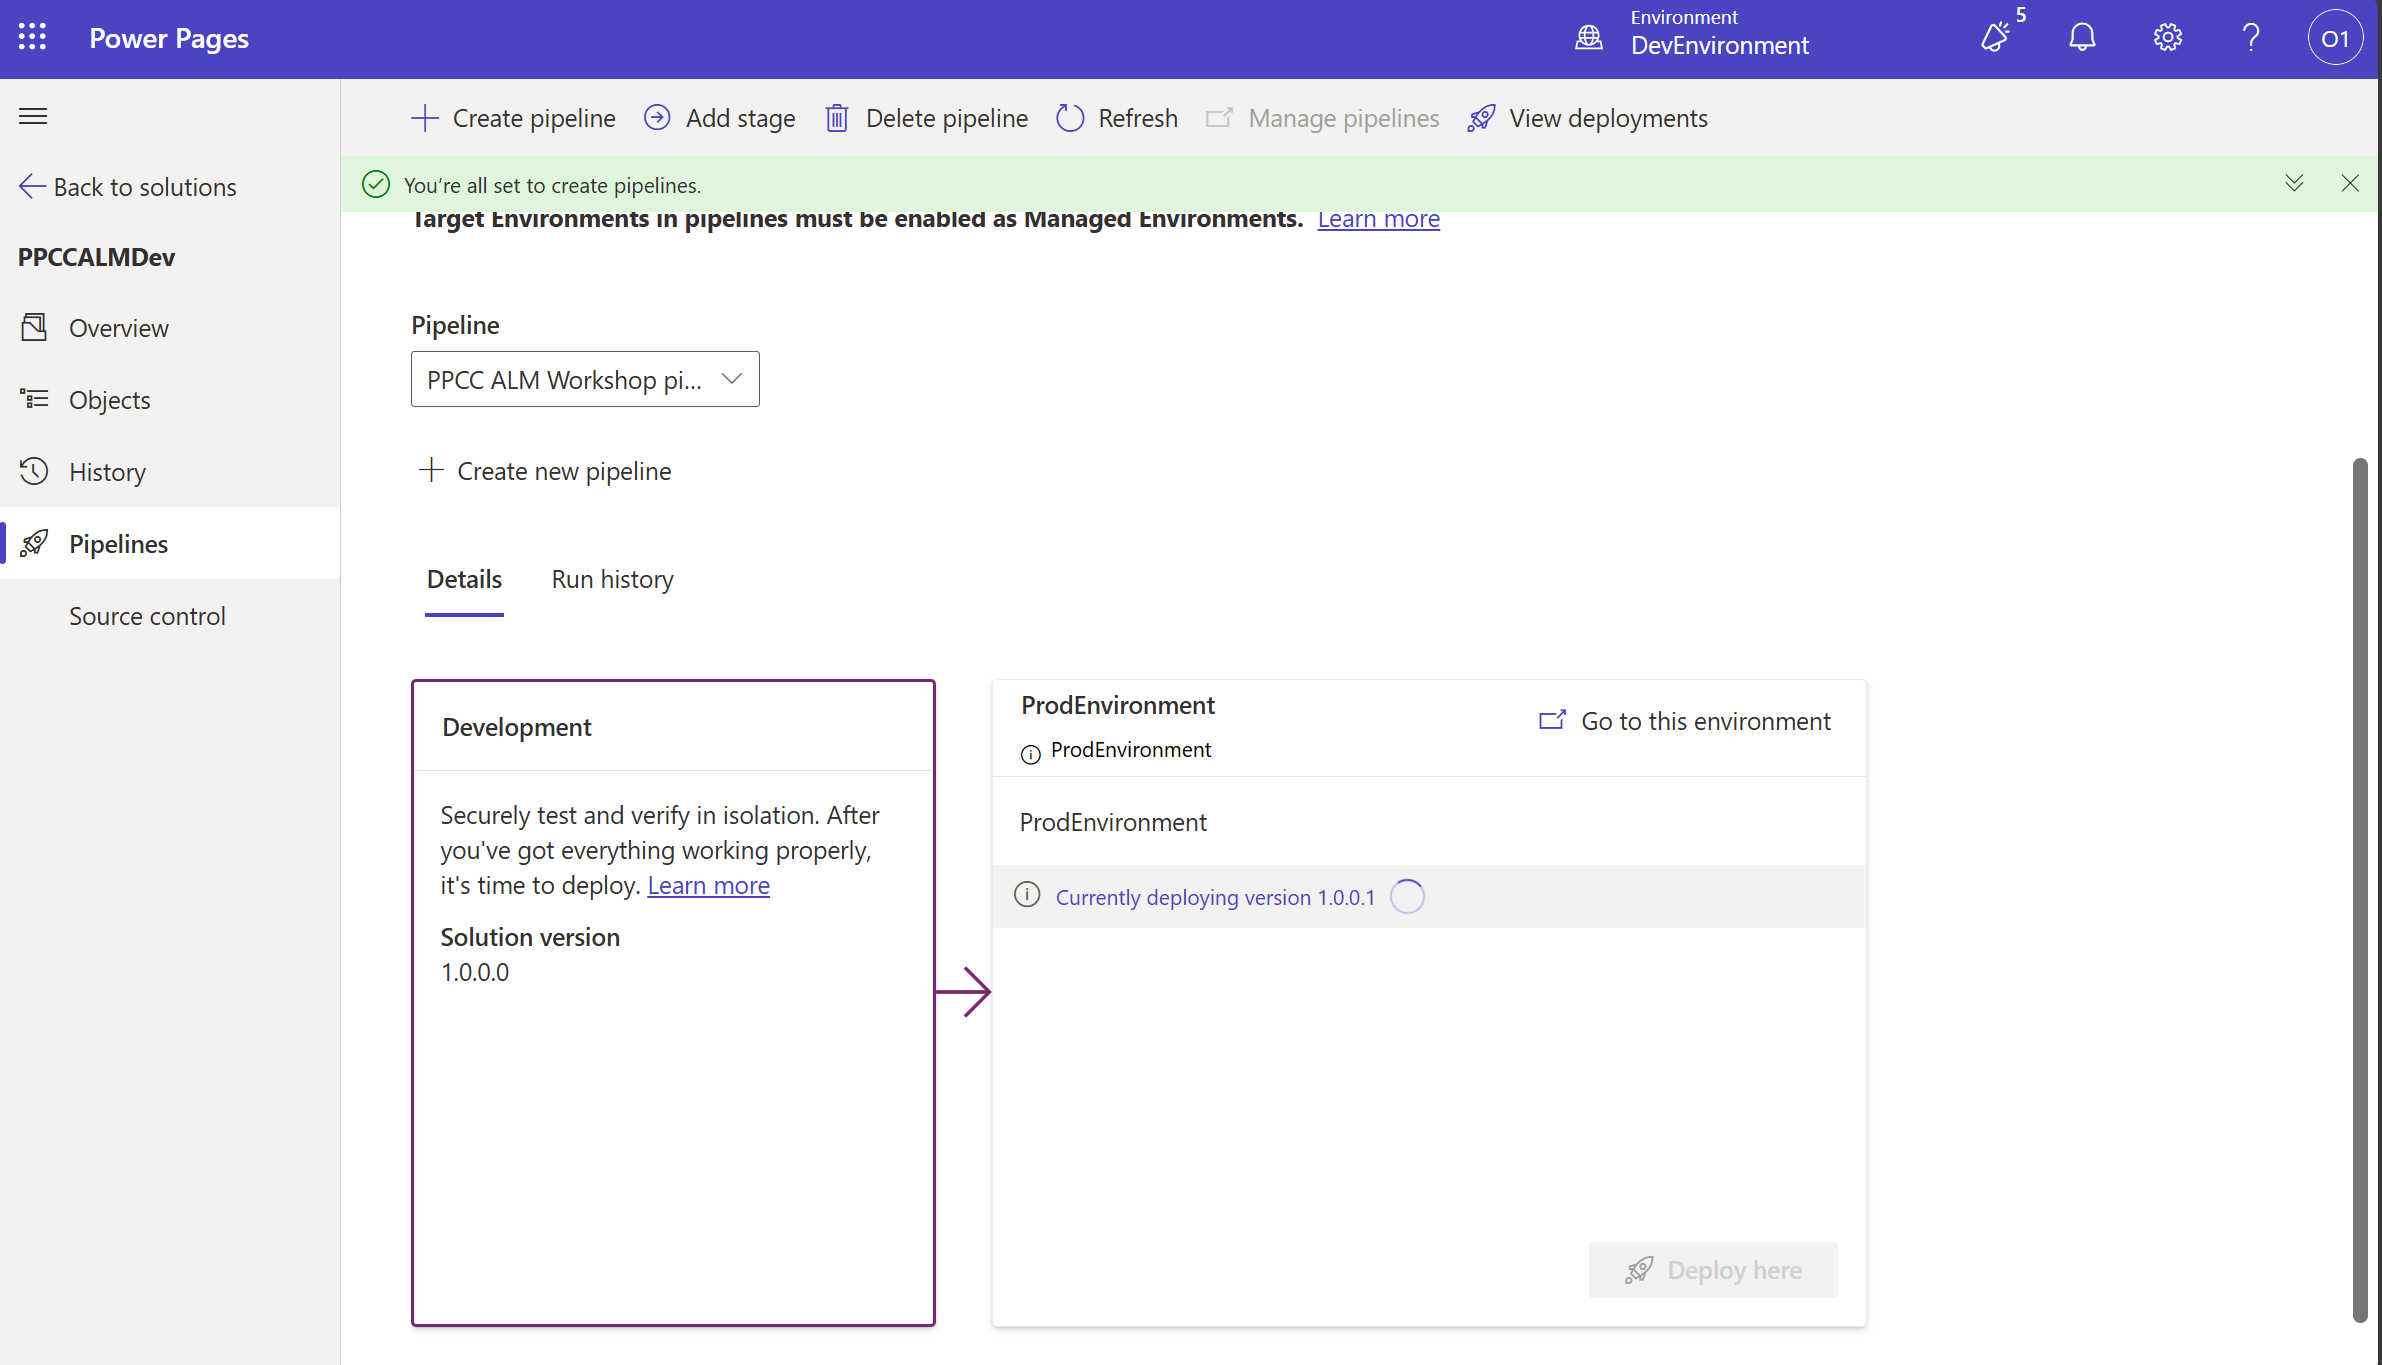 Power Pages
Environment
DevEnvironment
5
O1
Create pipeline
Add stage
Delete pipeline
Refresh
Manage pipelines
View deployments
You’re all set to create pipelines.
Target Environments in pipelines must be enabled as Managed Environments. Learn more
Back to solutions
PPCCALMDev
Overview
Objects
History
Pipelines
Source control
Pipeline
PPCC ALM Workshop pi...
Create new pipeline
Details
Run history
Development
Securely test and verify in isolation. After
you've got everything working properly,
it's time to deploy. Learn more
Solution version
1.0.0.0
ProdEnvironment
ProdEnvironment
Go to this environment
ProdEnvironment
Currently deploying version 1.0.0.1
Deploy here